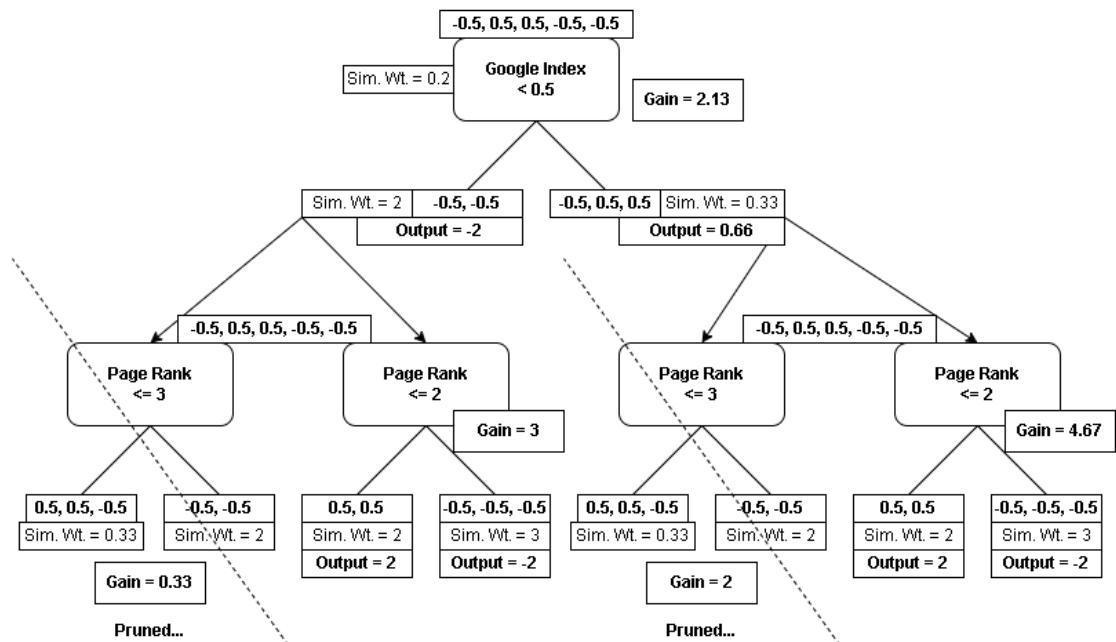 -0.5, 0.5, 0.5, -0.5, -0.5
Google Index
< 0.5
Sim. Wt. = 0.2
Gain = 2.13
Sim. Wt. = 2
-0.5, -0.5
Output = -2
-0.5, 0.5, 0.5
Sim. Wt. = 0.33
Output = 0.66
-0.5, 0.5, 0.5, -0.5, -0.5
Page Rank
<= 3
Page Rank
<= 2
Gain = 3
-0.5, 0.5, 0.5, -0.5, -0.5
Page Rank
<= 3
Page Rank
<= 2
Gain = 4.67
0.5, 0.5, -0.5
Sim. Wt. = 0.33
-0.5, -0.5
Sim. Wt. = 2
Gain = 0.33
Pruned...
0.5, 0.5
Sim. Wt. = 2
Output = 2
-0.5, -0.5, -0.5
Sim. Wt. = 3
Output = -2
0.5, 0.5, -0.5
Sim. Wt. = 0.33
-0.5, -0.5
Sim. Wt. = 2
Gain = 2
Pruned...
0.5, 0.5
Sim. Wt. = 2
Output = 2
-0.5, -0.5, -0.5
Sim. Wt. = 3
Output = -2